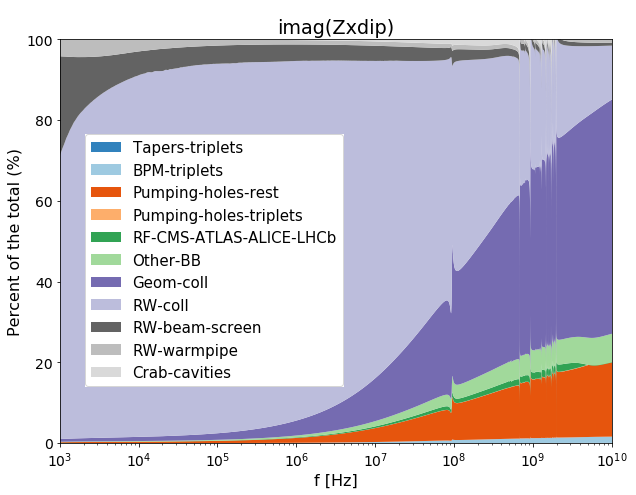 imag(Zxdip)
Percent of the total (%)
100
80
60
40
20
0
Tapers-triplets
BPM-triplets
Pumping-holes-rest
Pumping-holes-triplets
RF-CMS-ATLAS-ALICE-LHCb
Other-BB
Geom-coll
RW-coll
RW-beam-screen
RW-warmpipe
Crab-cavities
10³ 10⁴ 10⁵ 10⁶ 10⁷ 10⁸ 10⁹ 10¹⁰
f [Hz]